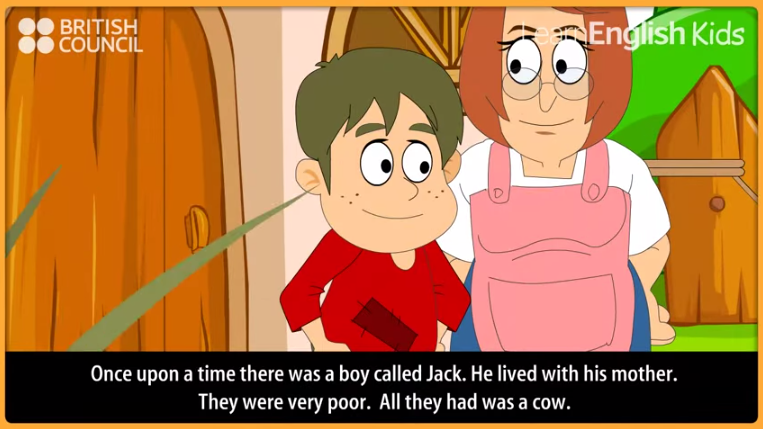 BRITISH
COUNCIL
LearnEnglish Kids
Once upon a time there was a boy called Jack. He lived with his mother.
They were very poor.  All they had was a cow.